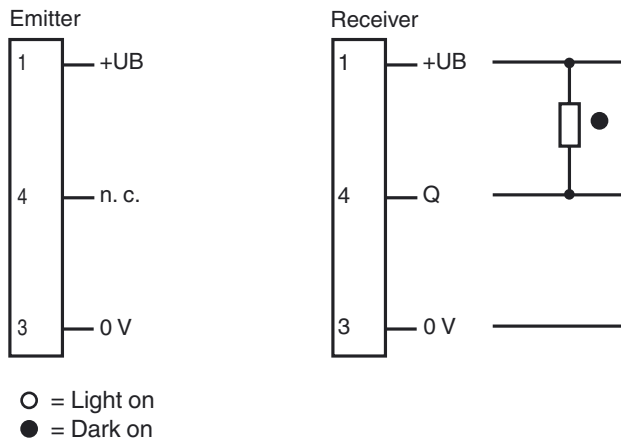 Emitter
1 +UB
4 n. c.
3 0 V
Receiver
1 +UB
4 Q
3 0 V
= Light on
= Dark on